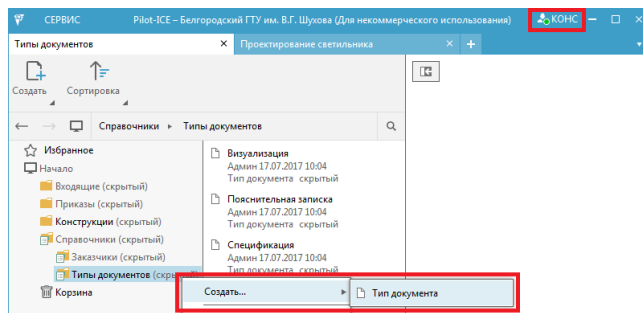 СЕРВИС
Pilot-ICE – Белгородский ГТУ им. В.Г. Шухова (Для некоммерческого использования)
КОНС
Типы документов
Проектирование светильника
Создать
Сортировка
Справочники
Типы документов
Избранное
Начало
Входящие (скрытый)
Приказы (скрытый)
Конструкции (скрытый)
Справочники (скрытый)
Заказчики (скрытый)
Типы документов
Корзина
Визуализация
Админ 17.07.2017 10:04
Тип документа скрытый
Пояснительная записка
Админ 17.07.2017 10:04
Тип документа скрытый
Спецификация
Админ 17.07.2017 10:04
Тип документа скрытый
Создать...
Тип документа